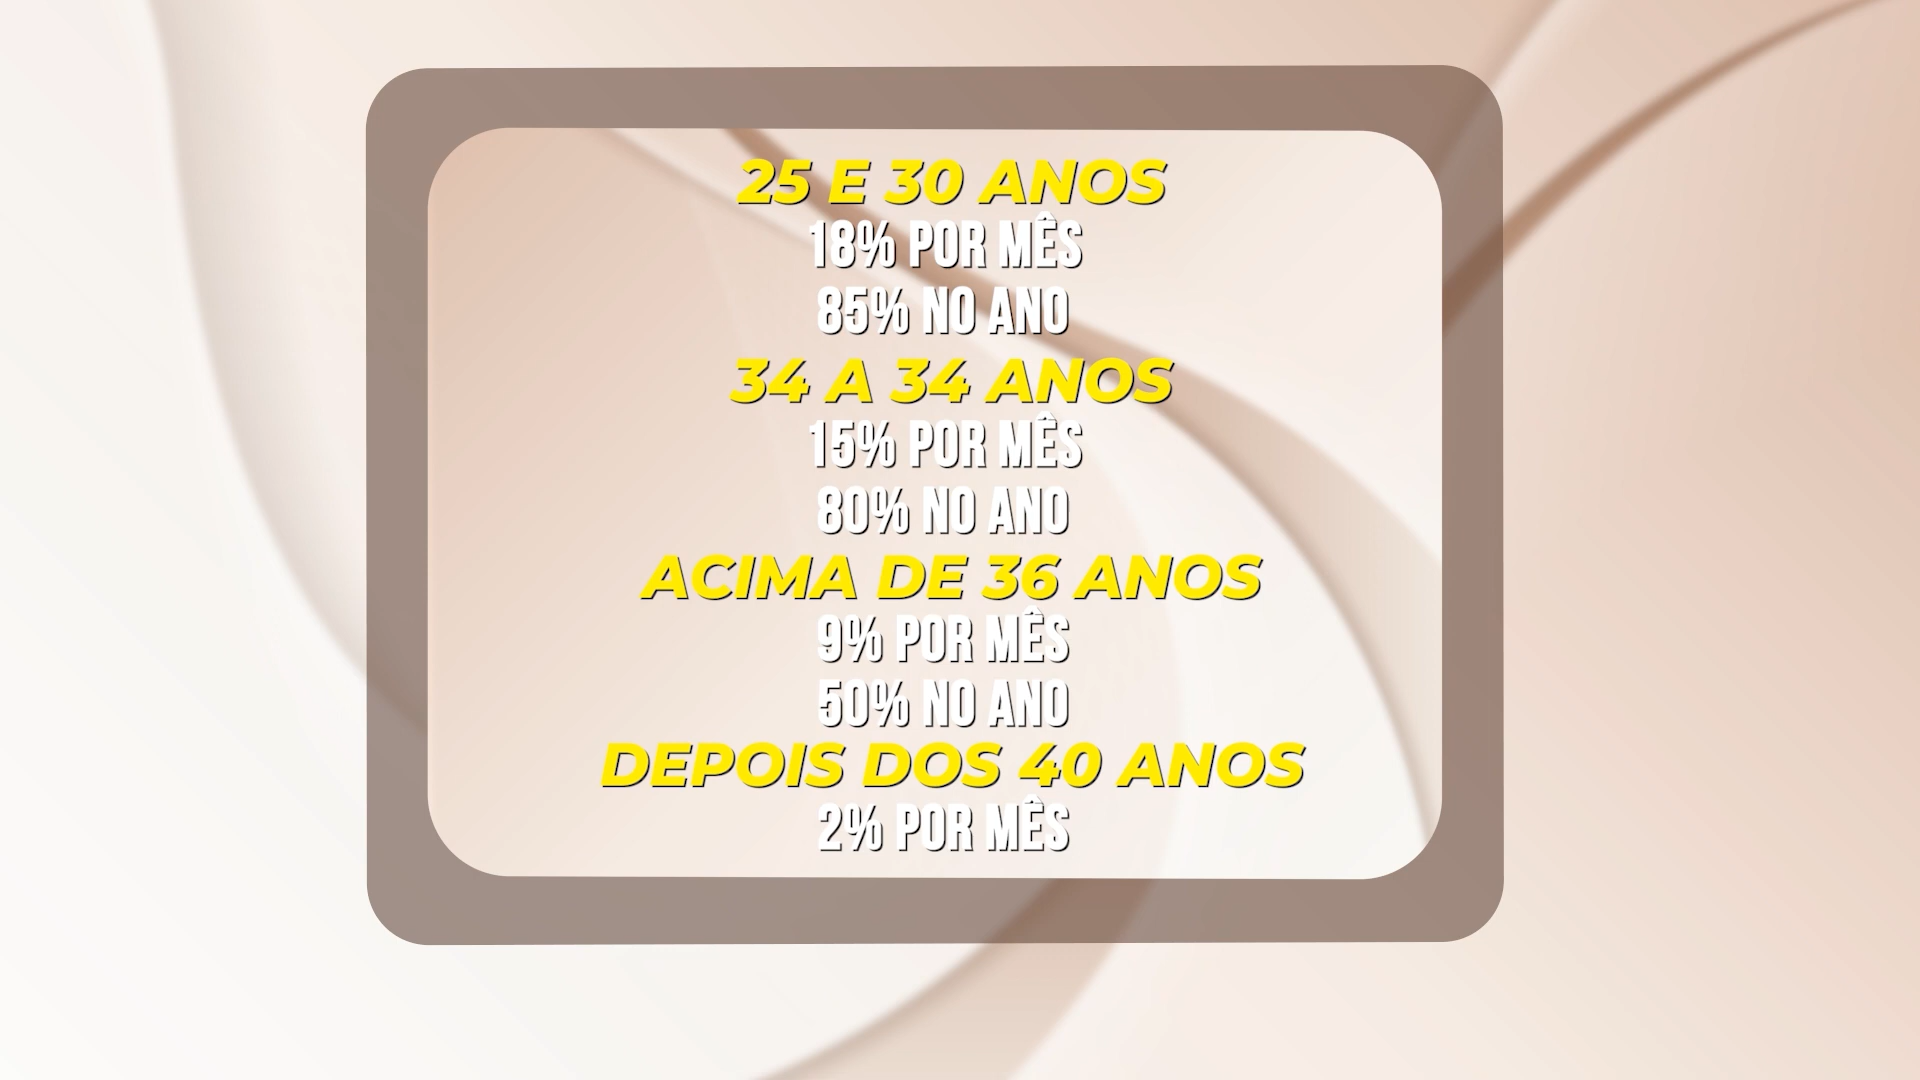 25 E 30 ANOS
18% POR MÊS
85% NO ANO
34 A 34 ANOS
15% POR MÊS
80% NO ANO
ACIMA DE 36 ANOS
9% POR MÊS
50% NO ANO
DEPOIS DOS 40 ANOS
2% POR MÊS